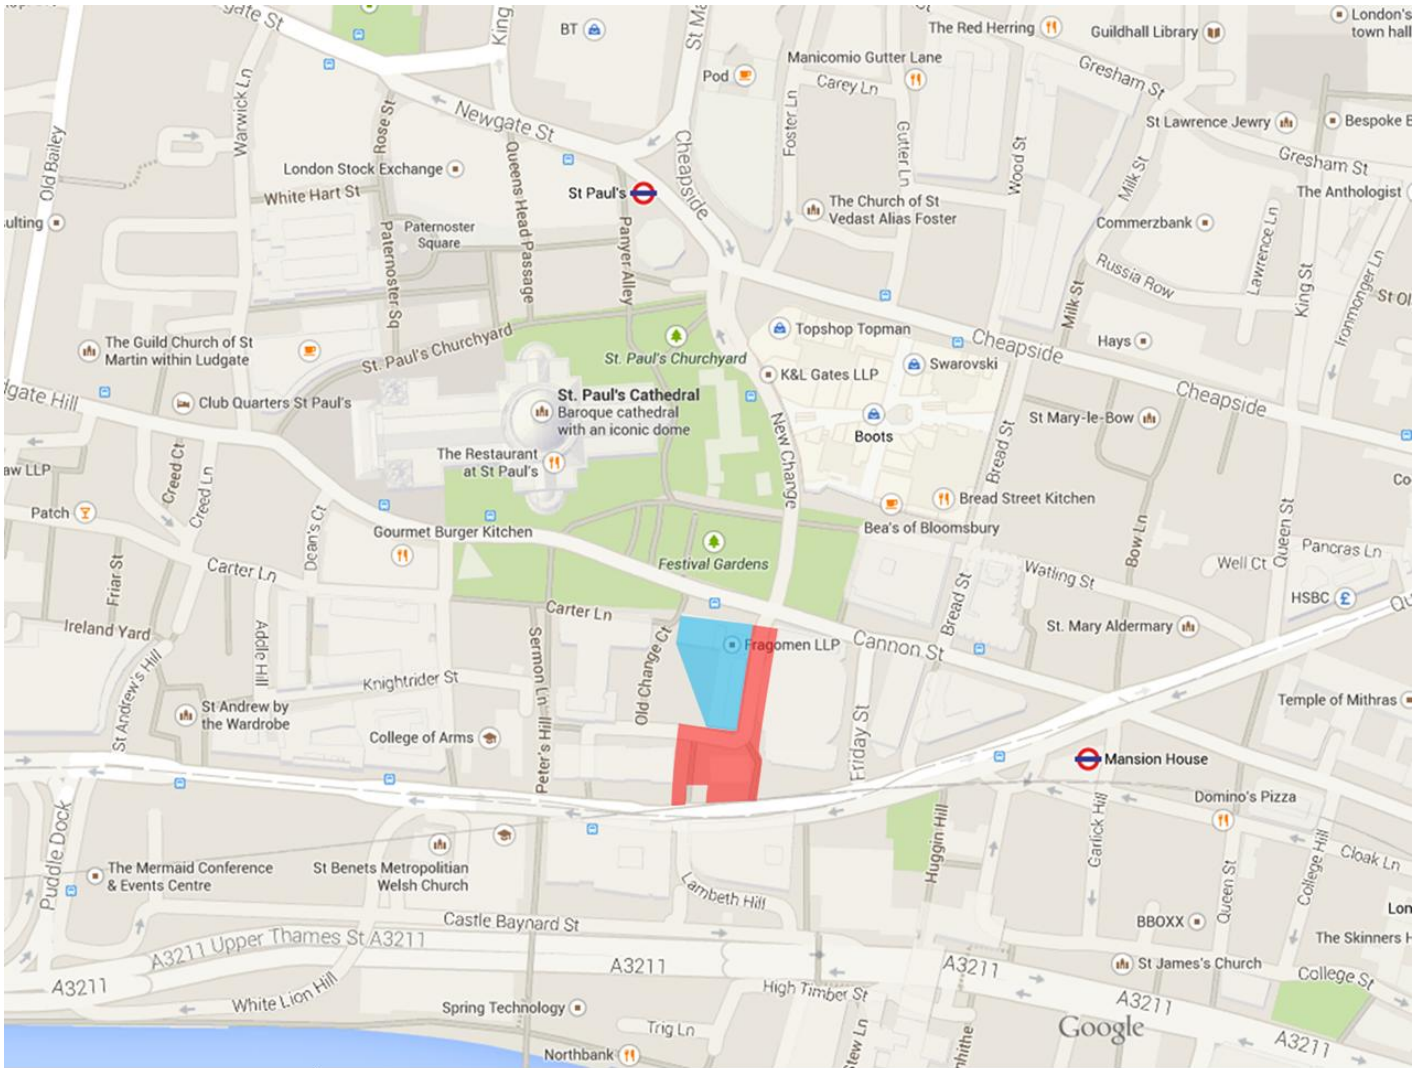 gate St
King
BT
St Ma
The Red Herring
Guildhall Library
London's
town hall
Manicomio Gutter Lane
Pod
Carey Ln
Gresham St
Warwick Ln
Rose St
Newgate St
Foster Ln
Gutter Ln
Wood St
St Lawrence Jewry
Bespoke B
Old Bailey
London Stock Exchange
Queens Head Passage
Cheapside
Milk St
Gresham St
White Hart St
St Paul's
The Anthologist
ulting
Paternoster
Square
Paternoster Sq
Panyer Alley
The Church of St
Vedast Alias Foster
Commerzbank
Lawrence Ln
King St
Ironmonger Ln
Russia Row
Milk St
St Ol
The Guild Church of St
Martin within Ludgate
St. Paul's Churchyard
St. Paul's Churchyard
Topshop Topman
Cheapside
Hays
K&L Gates LLP
Swarovski
Cheapside
dgate Hill
Club Quarters St Paul's
St. Paul's Cathedral
Baroque cathedral
with an iconic dome
New Change
Boots
St Mary-le-Bow
Bread St
The Restaurant
at St Paul's
aw LLP
Creed Ct
Creed Ln
Co
Patch
Dean's Ct
Gourmet Burger Kitchen
Bread Street Kitchen
Bea's of Bloomsbury
Bow Ln
Queen St
Pancras Ln
Well Ct
Festival Gardens
Carter Ln
Friar St
Watling St
HSBC
Qu
Carter Ln
Bread St
Ireland Yard
Addle Hill
Sermon Ln
Old Change Ct
Fragomen LLP
Cannon St
St. Mary Aldermary
St Andrew's Hill
Knightrider St
St Andrew by
the Wardrobe
College of Arms
Peter's Hill
Friday St
Temple of Mithras
Mansion House
Domino's Pizza
Puddle Dock
The Mermaid Conference
& Events Centre
St Benets Metropolitan
Welsh Church
Lambeth Hill
Huggin Hill
Garlick Hill
Queen St
College Hill
Cloak Ln
Castle Baynard St
BBOXX
Lon
The Skinners H
A3211 Upper Thames St A3211
A3211
A3211
St James's Church
College St
A3211
White Lion Hill
Spring Technology
High Timber St
A3211
Trig Ln
Stew Ln
nhithe
Google
A3211
Northbank